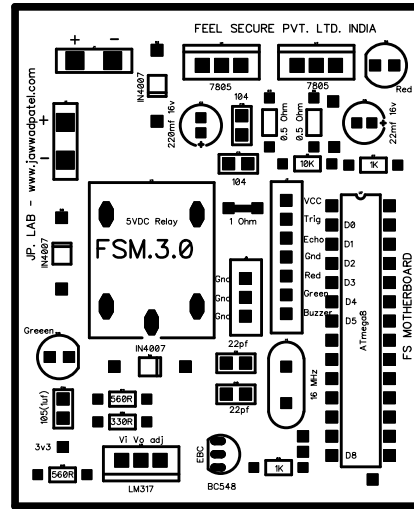 FEEL SECURE PVT. LTD. INDIA
+ -
IN4007
7805
7805
Red
JP. LAB - www.jawwadpatel.com
+
-
220mf 16v
+
104
0.5 Ohm
0.5 Ohm
22mf 16v
+
104
10K
1K
5VDC Relay
FSM.3.0
1 Ohm
VCC
Trig
Echo
Gnd
Red
Green
Buzzer
Gnd
Gnd
Gnd
D0
D1
D2
D3
D4
D5
D8
ATmega8
FS MOTHERBOARD
IN4007
Greeen
IN4007
22pf
22pf
16 MHz
105(1uf)
560R
330R
3v3
Vi Vo adj
560R
LM317
EBC
BC548
1K